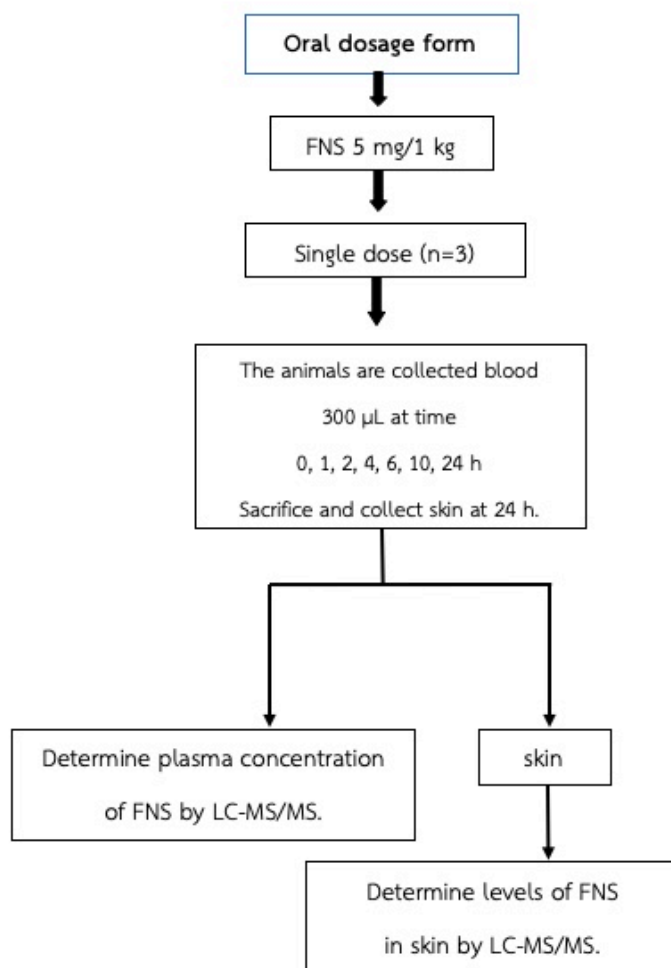 Oral dosage form
FNS 5 mg/1 kg
Single dose (n=3)
The animals are collected blood
300 µL at time
0, 1, 2, 4, 6, 10, 24 h
Sacrifice and collect skin at 24 h.
Determine plasma concentration
of FNS by LC-MS/MS.
skin
Determine levels of FNS
in skin by LC-MS/MS.